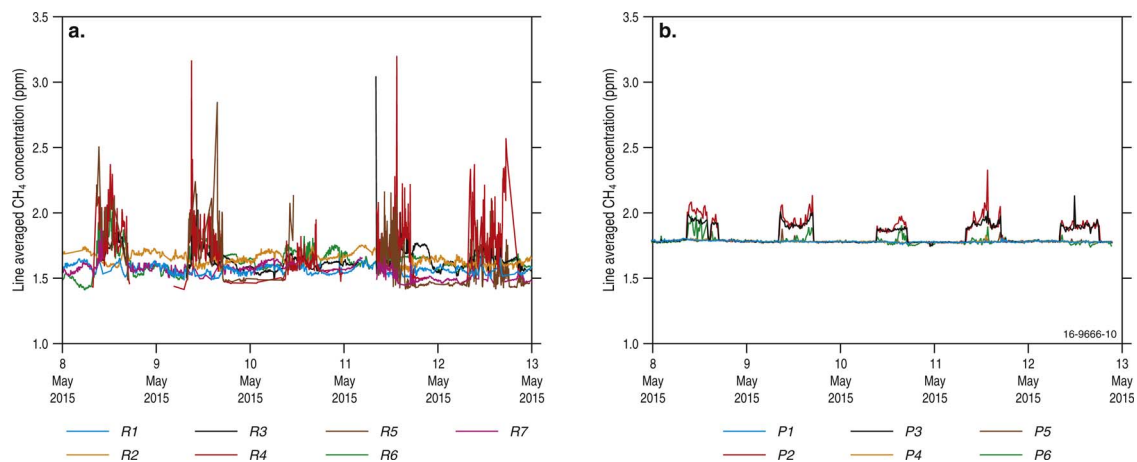 a.
Line averaged CH4 concentration (ppm)
3.5
3.0
2.5
2.0
1.5
1.0
8 9 10 11 12 13
May May May May May May
2015 2015 2015 2015 2015 2015
R1 R3 R5 R7
R2 R4 R6
b.
Line averaged CH4 concentration (ppm)
3.5
3.0
2.5
2.0
1.5
1.0
16-9666-10
8 9 10 11 12 13
May May May May May May
2015 2015 2015 2015 2015 2015
P1 P3 P5
P2 P4 P6